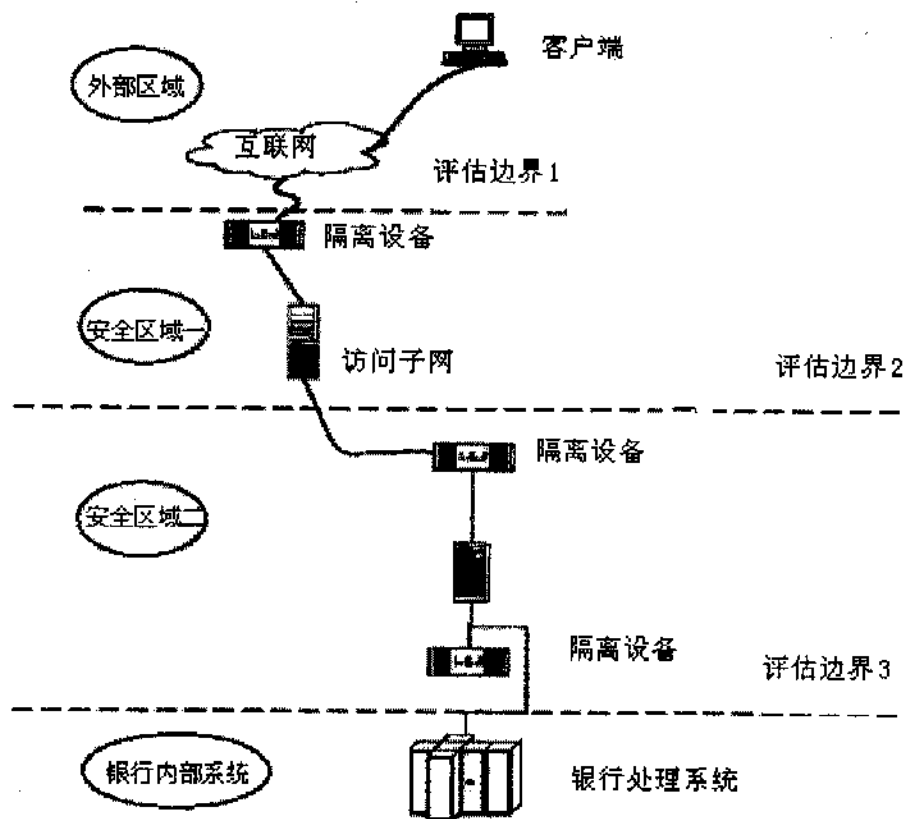 客户端
外部区域
互联网
评估边界1
隔离设备
安全区域一
访问子网
评估边界2
隔离设备
安全区域二
隔离设备
评估边界3
银行内部系统
银行处理系统